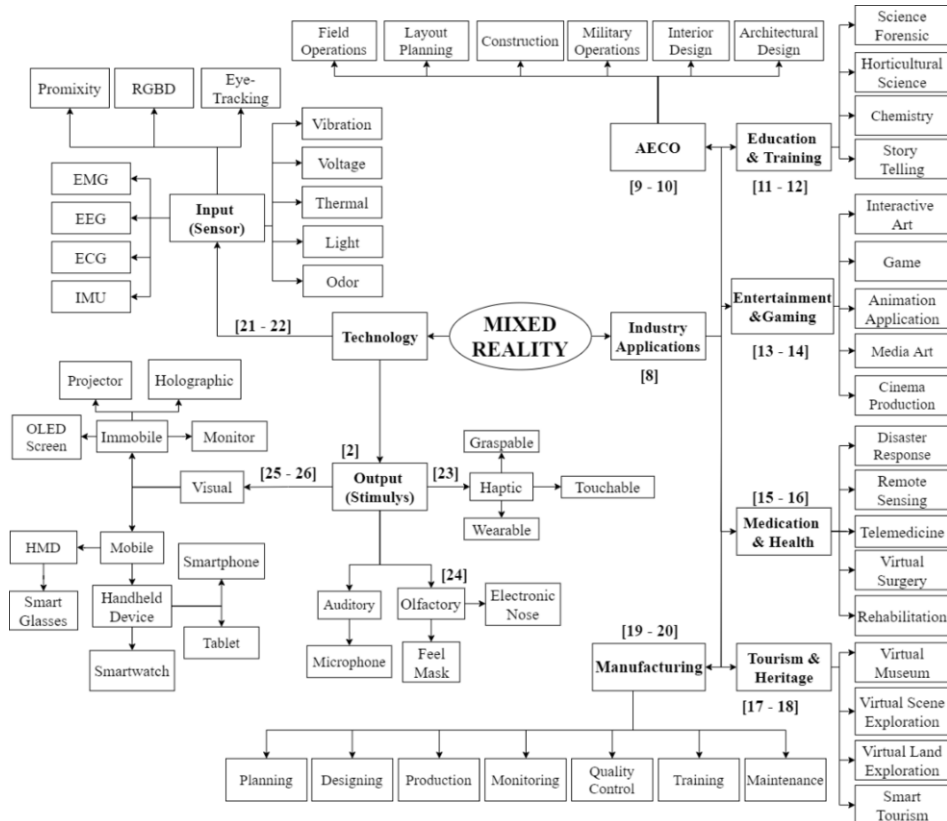 Field
Operations
Layout
Planning
Construction
Military
Operations
Interior
Design
Architectural
Design
Science
Forensic
Horticultural
Science
Chemistry
Story
Telling
AECO
[9 - 10]
Education
& Training
[11 - 12]
Promixity
RGBD
Eye-
Tracking
Vibration
Voltage
Thermal
Light
Odor
EMG
EEG
ECG
IMU
Input
(Sensor)
[21 - 22]
Technology
MIXED
REALITY
Industry
Applications
[8]
Entertainment
&Gaming
[13 - 14]
Interactive
Art
Game
Animation
Application
Media Art
Cinema
Production
Projector
Holographic
OLED
Screen
Immobile
Monitor
[2]
[25 - 26]
Visual
Output
(Stimulys)
[23]
Graspable
Haptic
Touchable
Wearable
HMD
Mobile
Smart
Glasses
Handheld
Device
Smartphone
Tablet
Smartwatch
Auditory
Microphone
[24]
Olfactory
Electronic
Nose
Feel
Mask
[15 - 16]
Medication
& Health
Disaster
Response
Remote
Sensing
Telemedicine
Virtual
Surgery
Rehabilitation
[19 - 20]
Manufacturing
Tourism &
Heritage
[17 - 18]
Virtual
Museum
Virtual Scene
Exploration
Virtual Land
Exploration
Smart
Tourism
Planning
Designing
Production
Monitoring
Quality
Control
Training
Maintenance